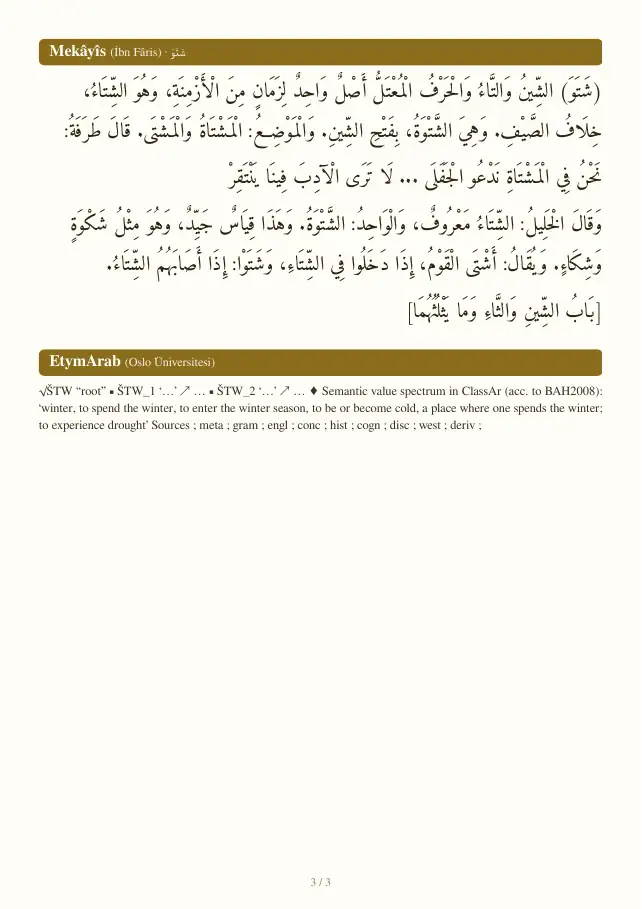 Mekâyîs (İbn Fâris) · شَتَوَ
(شَتَوَ) الشِّينُ وَالتَّاءُ وَالْحَرْفُ الْمُعْتَلُّ أَصْلٌ وَاحِدٌ لِزَمَانٍ مِنَ الْأَزْمِنَةِ، وَهُوَ الشِّتَاءُ،
خِلَافُ الصَّيْفِ. وَهِيَ الشَّتْوَةُ، بِفَتْحِ الشِّينِ. وَالْمَوْضِعُ: الْمَشْتَاةُ وَالْمَشْتَى. قَالَ طَرَفَةُ:
نَحْنُ فِي الْمَشْتَاةِ نَدْعُو الْجَفَلَى ... لَا تَرَى الْآدِبَ فِينَا يَنْتَقِرْ
وَقَالَ الْخَلِيلُ: الشِّتَاءُ مَعْرُوفٌ، وَالْوَاحِدُ: الشَّتْوَةُ. وَهَذَا قِيَاسٌ جَيِّدٌ، وَهُوَ مِثْلُ شَكْوَةٍ
وَشِكَاءٍ. وَيُقَالُ: أَشْتَى الْقَوْمُ، إِذَا دَخَلُوا فِي الشِّتَاءِ، وَشَتَوْا: إِذَا أَصَابَهُمُ الشِّتَاءُ.
[بَابُ الشِّينِ وَالثَّاءِ وَمَا يَثْلُثُهُمَا]
EtymArab (Oslo Üniversitesi)
√ŠTW “root” ▪ ŠTW_1 ‘…’ ↗ … ▪ ŠTW_2 ‘…’ ↗ … ♦ Semantic value spectrum in ClassAr (acc. to BAH2008):
‘winter, to spend the winter, to enter the winter season, to be or become cold, a place where one spends the winter;
to experience drought’ Sources ; meta ; gram ; engl ; conc ; hist ; cogn ; disc ; west ; deriv ;
3 / 3